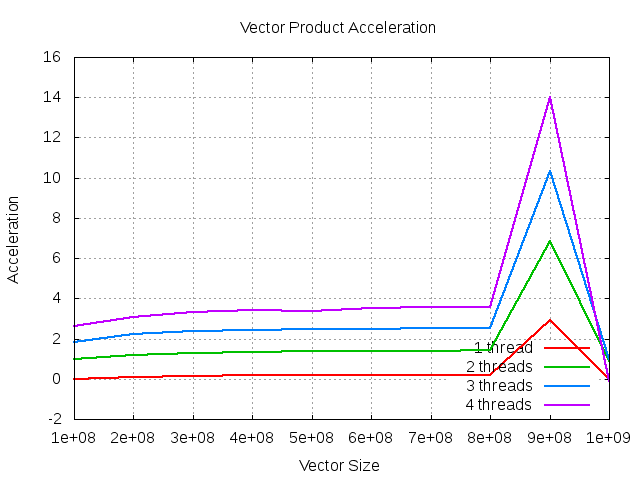 Vector Product Acceleration
16
14
12
10
8
6
4
2
0
-2
Acceleration
1 thread
2 threads
3 threads
4 threads
1e+08 2e+08 3e+08 4e+08 5e+08 6e+08 7e+08 8e+08 9e+08 1e+09
Vector Size